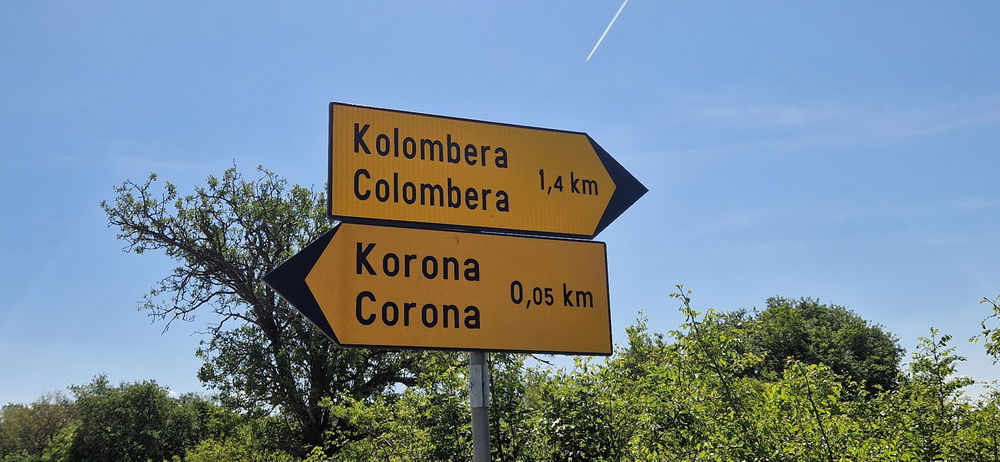 Kolombera
Colombera
1,4 km
Korona
Corona
0,05 km